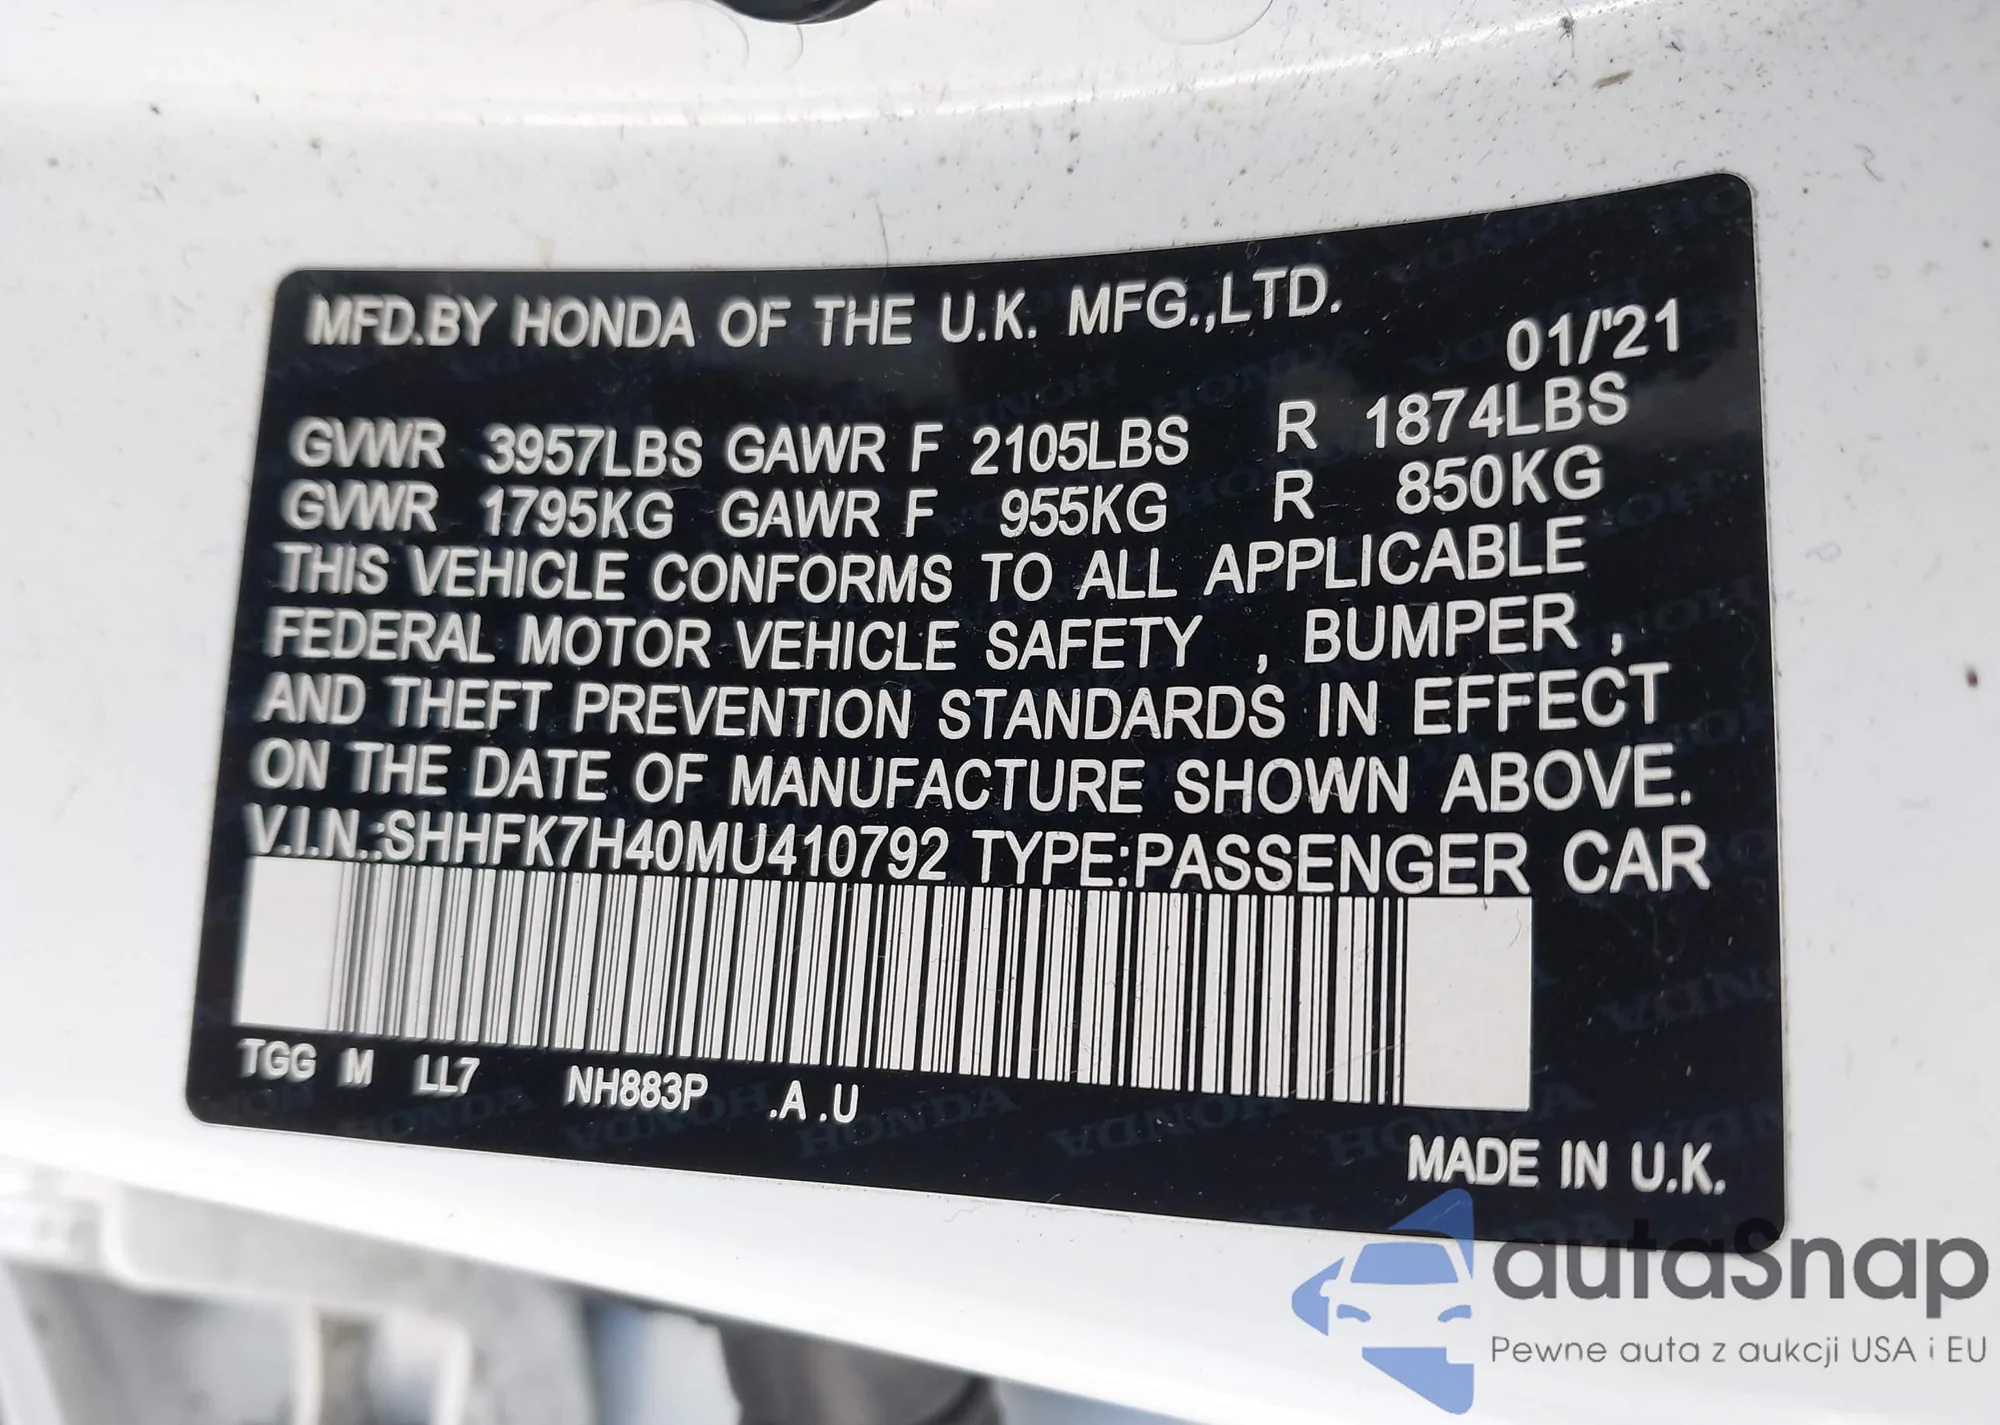 MFD.BY HONDA OF THE U.K. MFG.,LTD.
01/'21
GVWR 3957LBS GAWR F 2105LBS R 1874LBS
GVWR 1795KG GAWR F 955KG R 850KG
THIS VEHICLE CONFORMS TO ALL APPLICABLE
FEDERAL MOTOR VEHICLE SAFETY , BUMPER ,
AND THEFT PREVENTION STANDARDS IN EFFECT
ON THE DATE OF MANUFACTURE SHOWN ABOVE.
V.I.N.:SHHFK7H40MU410792 TYPE:PASSENGER CAR
TGG M LL7 NH883P .A .U
MADE IN U.K.
autaSnap
Pewne auta z aukcji USA i EU